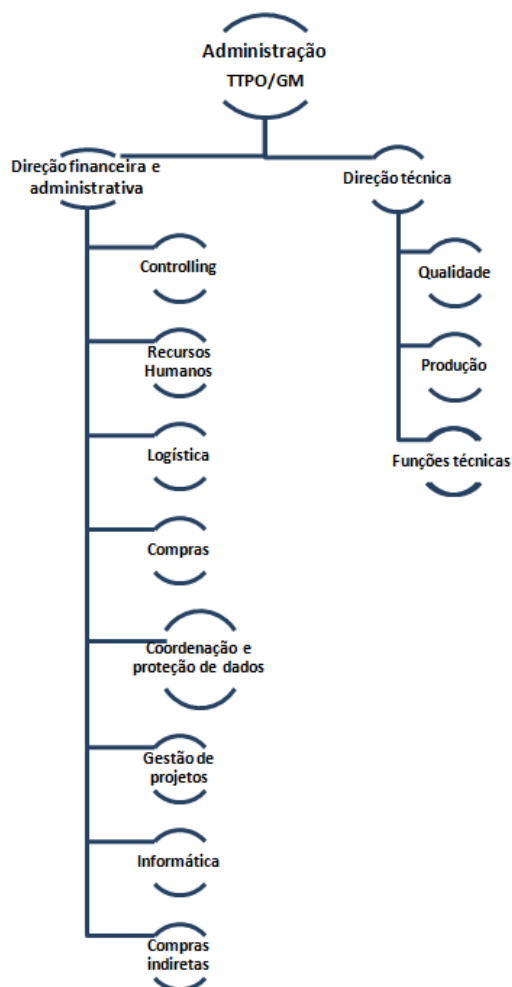 Administração
TTPO/GM
Direção financeira e
administrativa
Controlling
Recursos
Humanos
Logística
Compras
Coordenação e
proteção de dados
Gestão de
projetos
Informática
Compras
indiretas
Direção técnica
Qualidade
Produção
Funções técnicas